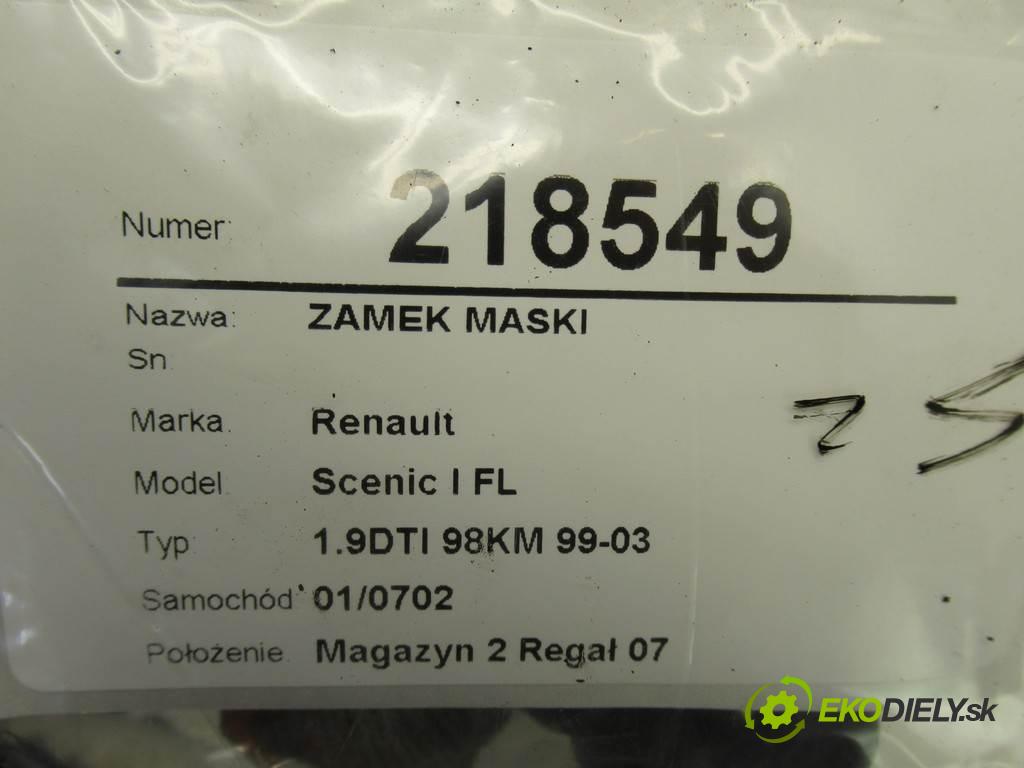 Numer: 218549
Nazwa: ZAMEK MASKI
Sn
Marka. Renault
Model. Scenic I FL
Typ 1.9DTI 98KM 99-03
Samochód 01/0702
Położenie. Magazyn 2 Regał 07
EKODIELY.sk